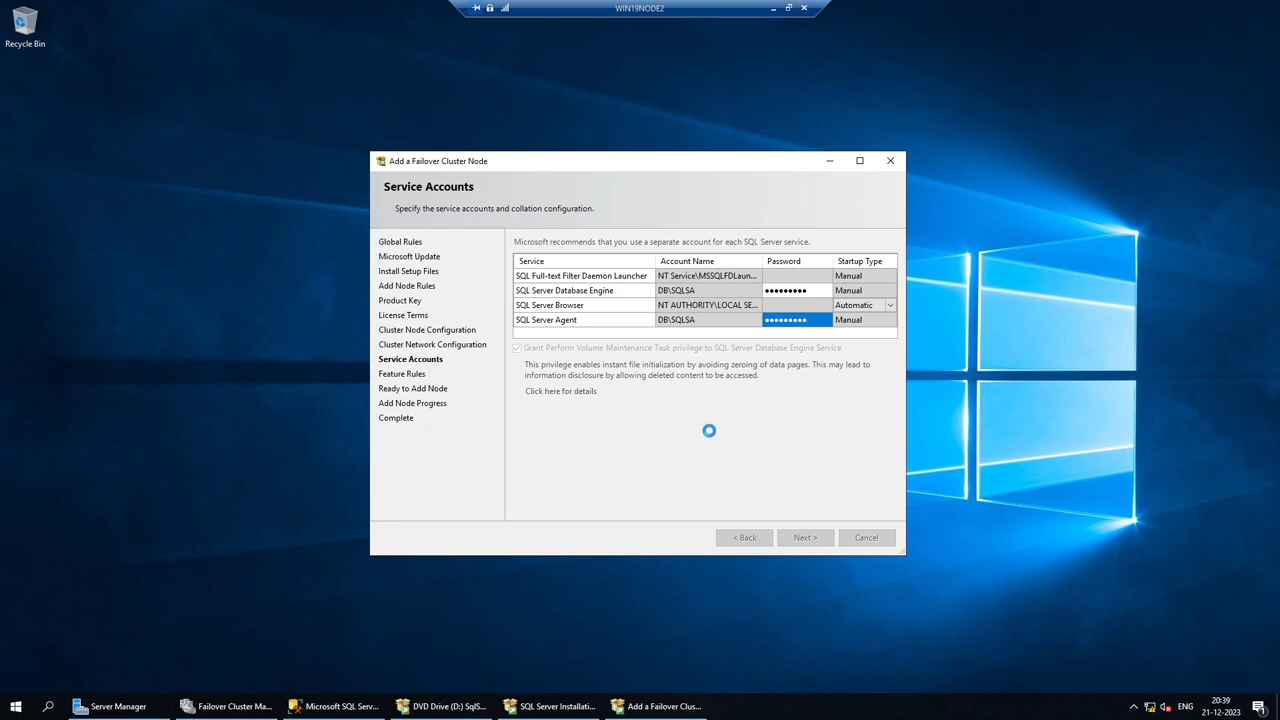 WIN19NODE2
Recycle Bin
Add a Failover Cluster Node
Service Accounts
Specify the service accounts and collation configuration.
Global Rules
Microsoft Update
Install Setup Files
Add Node Rules
Product Key
License Terms
Cluster Node Configuration
Cluster Network Configuration
Service Accounts
Feature Rules
Ready to Add Node
Add Node Progress
Complete
Microsoft recommends that you use a separate account for each SQL Server service.
Service Account Name Password Startup Type
SQL Full-text Filter Daemon Launcher NT Service\MSSQLFDLaun... Manual
SQL Server Database Engine DB\SQLSA ●●●●●●●●● Manual
SQL Server Browser NT AUTHORITY\LOCAL SE... Automatic
SQL Server Agent DB\SQLSA ●●●●●●●●● Manual
Grant Perform Volume Maintenance Task privilege to SQL Server Database Engine Service
This privilege enables instant file initialization by avoiding zeroing of data pages. This may lead to
information disclosure by allowing deleted content to be accessed.
Click here for details
< Back Next > Cancel
Server Manager Failover Cluster Ma... Microsoft SQL Serv... DVD Drive (D:) SqlS... SQL Server Installati... Add a Failover Clus... ENG 20:39
21-12-2023